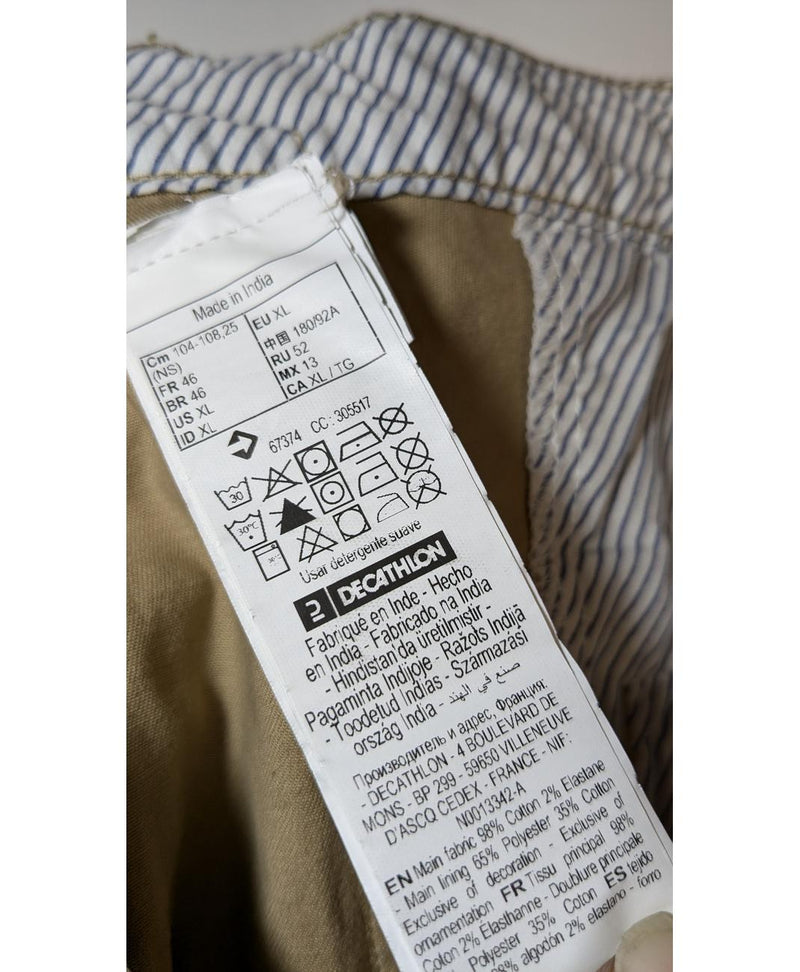 Made in India
Cm 104-108,25
(NS)
FR 46
BR 46
US XL
ID XL
EU XL
中国 180/92A
RU 52
MX 13
CA XL / TG
67374 CC : 305517
30
30°C
Usar detergente suave
DECATHLON
Fabriqué en Inde - Hecho
en India - Fabricado na India
- Hindistan'da üretilmiştir -
Pagaminta Indijoje - Ražots Indijā
- Toodetud Indias - Származási
ország India - صنع في الهند
Производитель и адрес Франция:
- DECATHLON - 4 BOULEVARD DE
MONS - BP 299 - 59650 VILLENEUVE
D'ASCQ CEDEX - FRANCE - NIF:
N0013342-A
EN Main fabric 98% Cotton 2% Elastane
- Main lining 65% Polyester 35% Cotton
Exclusive of decoration - Exclusive of
ornamentation FR Tissu principal 98%
Coton 2% Elasthanne - Doublure principale
Polyester 35% Coton ES tejido
98% algodón 2% elastano - forro